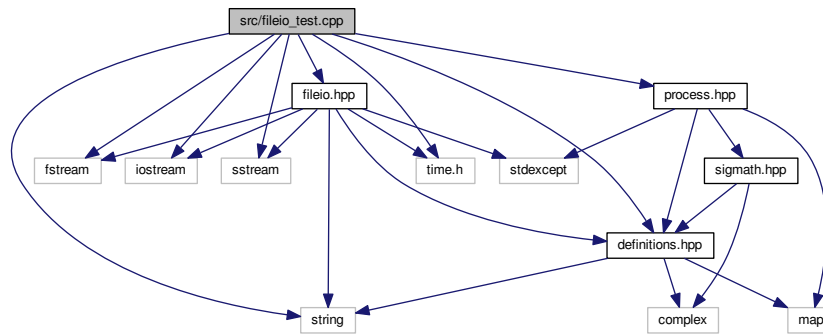 src/fileio_test.cpp
fileio.hpp
process.hpp
fstream
iostream
sstream
time.h
stdexcept
sigmath.hpp
definitions.hpp
string
complex
map